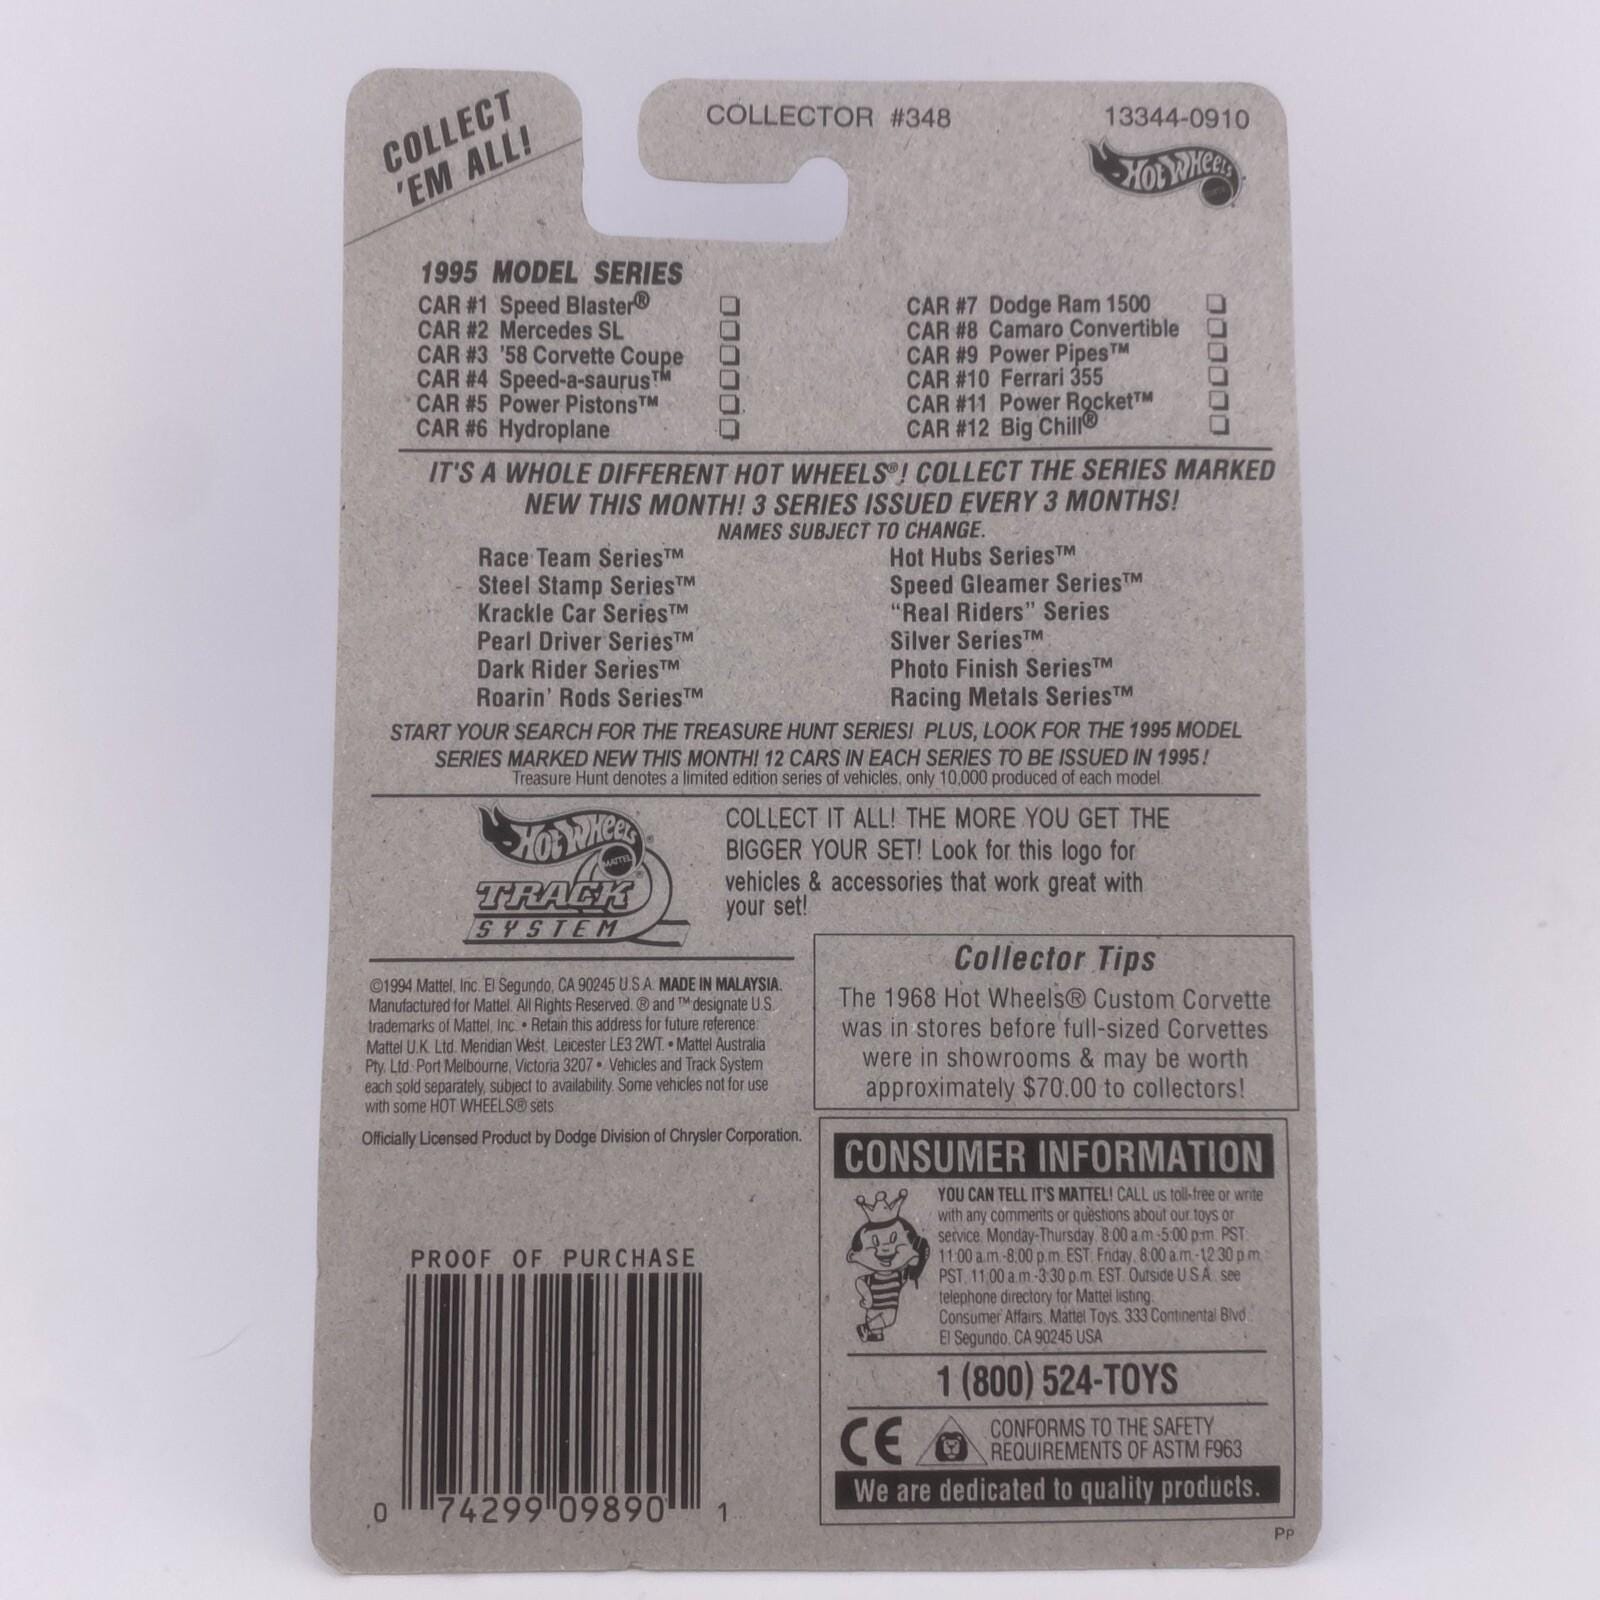 COLLECT
'EM ALL!
COLLECTOR #348
13344-0910
HOT WHEELS
1995 MODEL SERIES
CAR #1 Speed Blaster®
CAR #2 Mercedes SL
CAR #3 '58 Corvette Coupe
CAR #4 Speed-a-saurus™
CAR #5 Power Pistons™
CAR #6 Hydroplane
CAR #7 Dodge Ram 1500
CAR #8 Camaro Convertible
CAR #9 Power Pipes™
CAR #10 Ferrari 355
CAR #11 Power Rocket™
CAR #12 Big Chill®
IT'S A WHOLE DIFFERENT HOT WHEELS®! COLLECT THE SERIES MARKED
NEW THIS MONTH! 3 SERIES ISSUED EVERY 3 MONTHS!
NAMES SUBJECT TO CHANGE.
Race Team Series™
Steel Stamp Series™
Krackle Car Series™
Pearl Driver Series™
Dark Rider Series™
Roarin' Rods Series™
Hot Hubs Series™
Speed Gleamer Series™
"Real Riders" Series
Silver Series™
Photo Finish Series™
Racing Metals Series™
START YOUR SEARCH FOR THE TREASURE HUNT SERIES! PLUS, LOOK FOR THE 1995 MODEL
SERIES MARKED NEW THIS MONTH! 12 CARS IN EACH SERIES TO BE ISSUED IN 1995!
Treasure Hunt denotes a limited edition series of vehicles, only 10,000 produced of each model.
HOT WHEELS®
MATTEL
TRACK®
SYSTEM
COLLECT IT ALL! THE MORE YOU GET THE
BIGGER YOUR SET! Look for this logo for
vehicles & accessories that work great with
your set!
©1994 Mattel, Inc. El Segundo, CA 90245 U.S.A. MADE IN MALAYSIA.
Manufactured for Mattel. All Rights Reserved. ® and ™ designate U.S.
trademarks of Mattel, Inc. • Retain this address for future reference:
Mattel U.K. Ltd. Meridian West, Leicester LE3 2WT. • Mattel Australia
Pty. Ltd. Port Melbourne, Victoria 3207 • Vehicles and Track System
each sold separately, subject to availability. Some vehicles not for use
with some HOT WHEELS® sets.
Officially Licensed Product by Dodge Division of Chrysler Corporation.
Collector Tips
The 1968 Hot Wheels® Custom Corvette
was in stores before full-sized Corvettes
were in showrooms & may be worth
approximately $70.00 to collectors!
CONSUMER INFORMATION
YOU CAN TELL IT'S MATTEL! CALL us toll-free or write
with any comments or questions about our toys or
service. Monday-Thursday, 8:00 a.m.-5:00 p.m. PST:
11:00 a.m.-8:00 p.m. EST. Friday, 8:00 a.m.-12:30 p.m.
PST, 11:00 a.m.-3:30 p.m. EST. Outside U.S.A. see
telephone directory for Mattel listing.
Consumer Affairs, Mattel Toys, 333 Continental Blvd.
El Segundo, CA 90245 USA
1 (800) 524-TOYS
CE
CONFORMS TO THE SAFETY
REQUIREMENTS OF ASTM F963
We are dedicated to quality products.
PP
PROOF OF PURCHASE
0 74299 09890 1